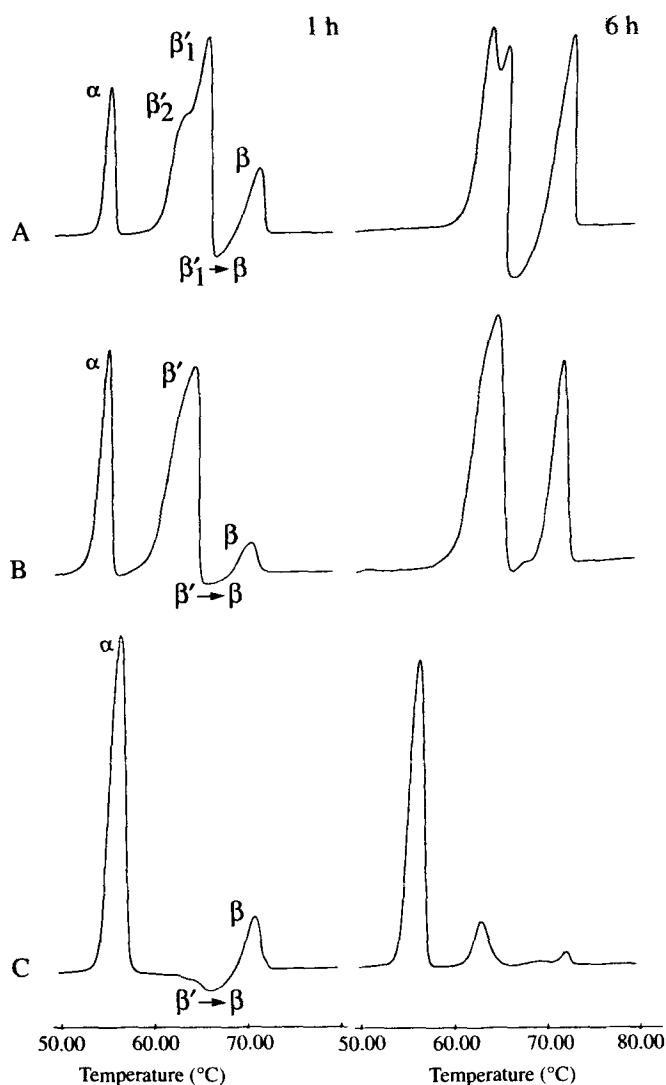 1 h 6 h
α
β′2
β′1
β
A
β′1→β
α
β′
β
B
β′→β
α
β
C
β′→β
50.00 60.00 70.00 50.00 60.00 70.00 80.00
Temperature (°C) Temperature (°C)